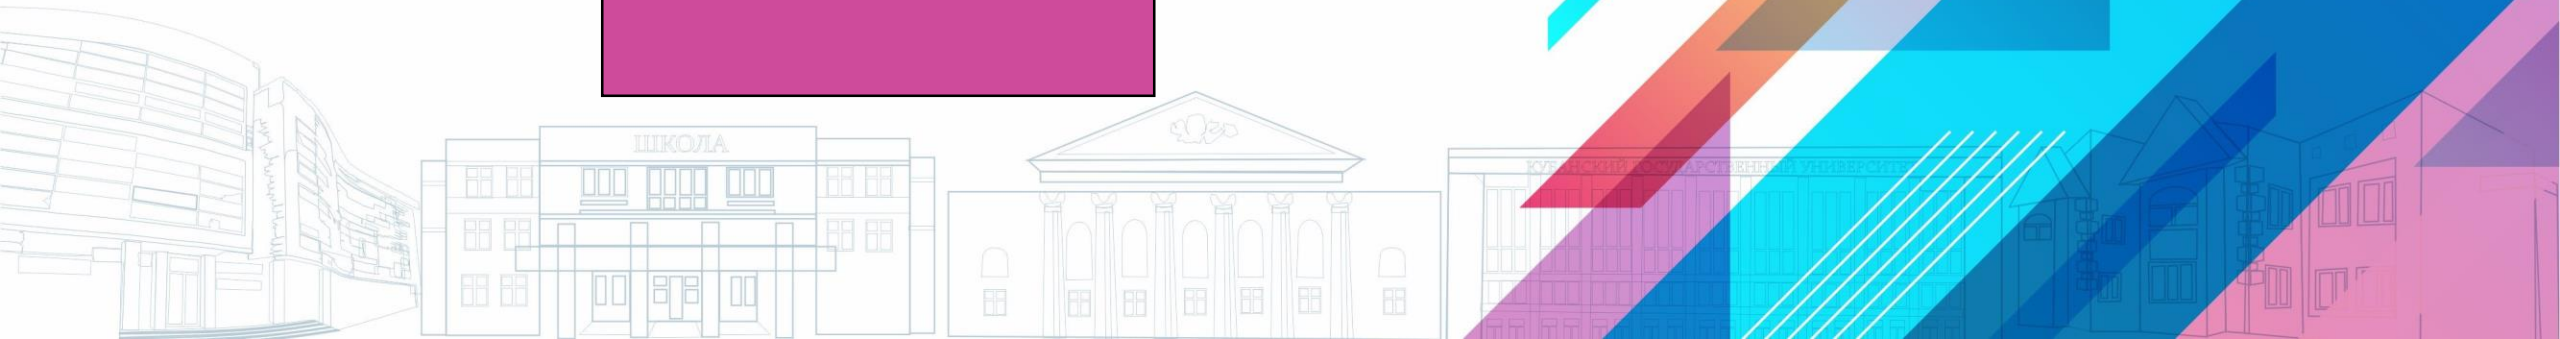 ШКОЛА
КУБАНСКИЙ ГОСУДАРСТВЕННЫЙ УНИВЕРСИТЕТ